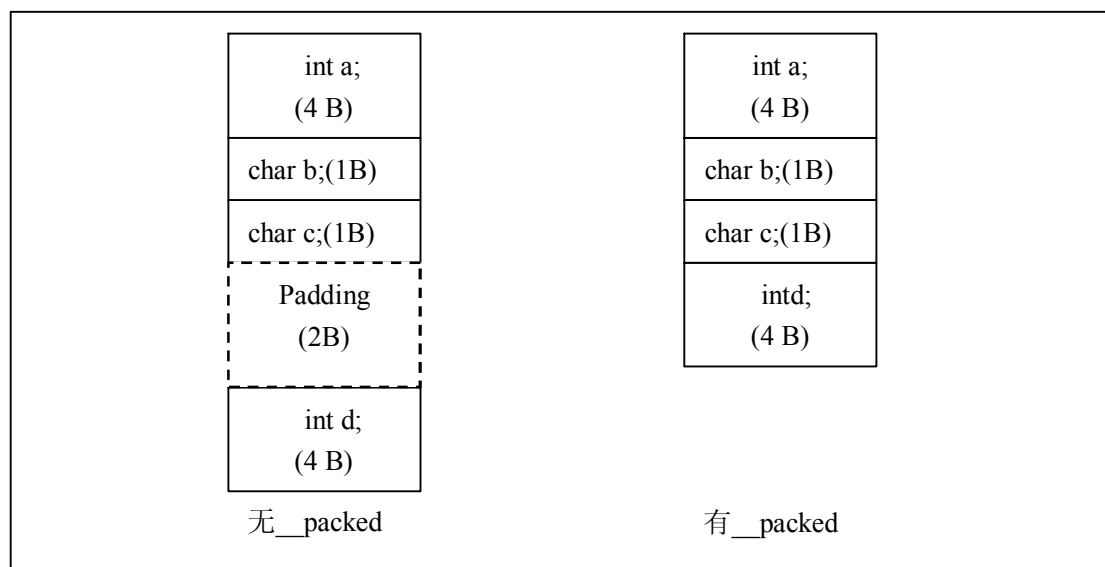 int a;
(4 B)
char b;(1B)
char c;(1B)
Padding
(2B)
int d;
(4 B)
无__packed
int a;
(4 B)
char b;(1B)
char c;(1B)
intd;
(4 B)
有__packed